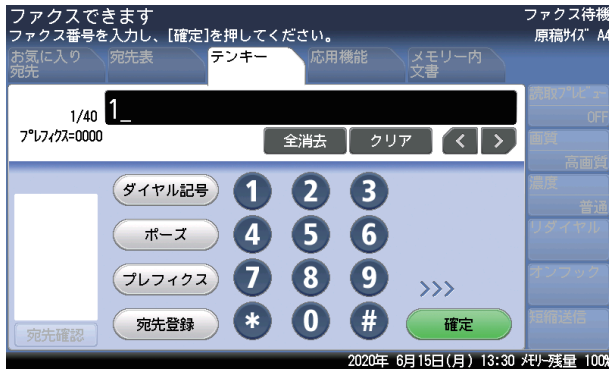 ファクスできます
ファクス待機
ファクス番号を入力し、[確定]を押してください。
原稿ｻｲｽﾞ A4
お気に入り
宛先
宛先表
テンキー
応用機能
メモリー内
文書
1/40
1_
ﾌﾟﾚﾌｨｸｽ=0000
全消去
クリア
<
>
読取ﾌﾟﾚﾋﾞｭｰ
OFF
画質
高画質
濃度
普通
リダイヤル
オンフック
短縮送信
ダイヤル記号
1
2
3
ポーズ
4
5
6
プレフィクス
7
8
9
>>>
宛先登録
*
0
#
確定
宛先確認
2020年 6月15日(月) 13:30 ﾒﾓﾘｰ残量 100%